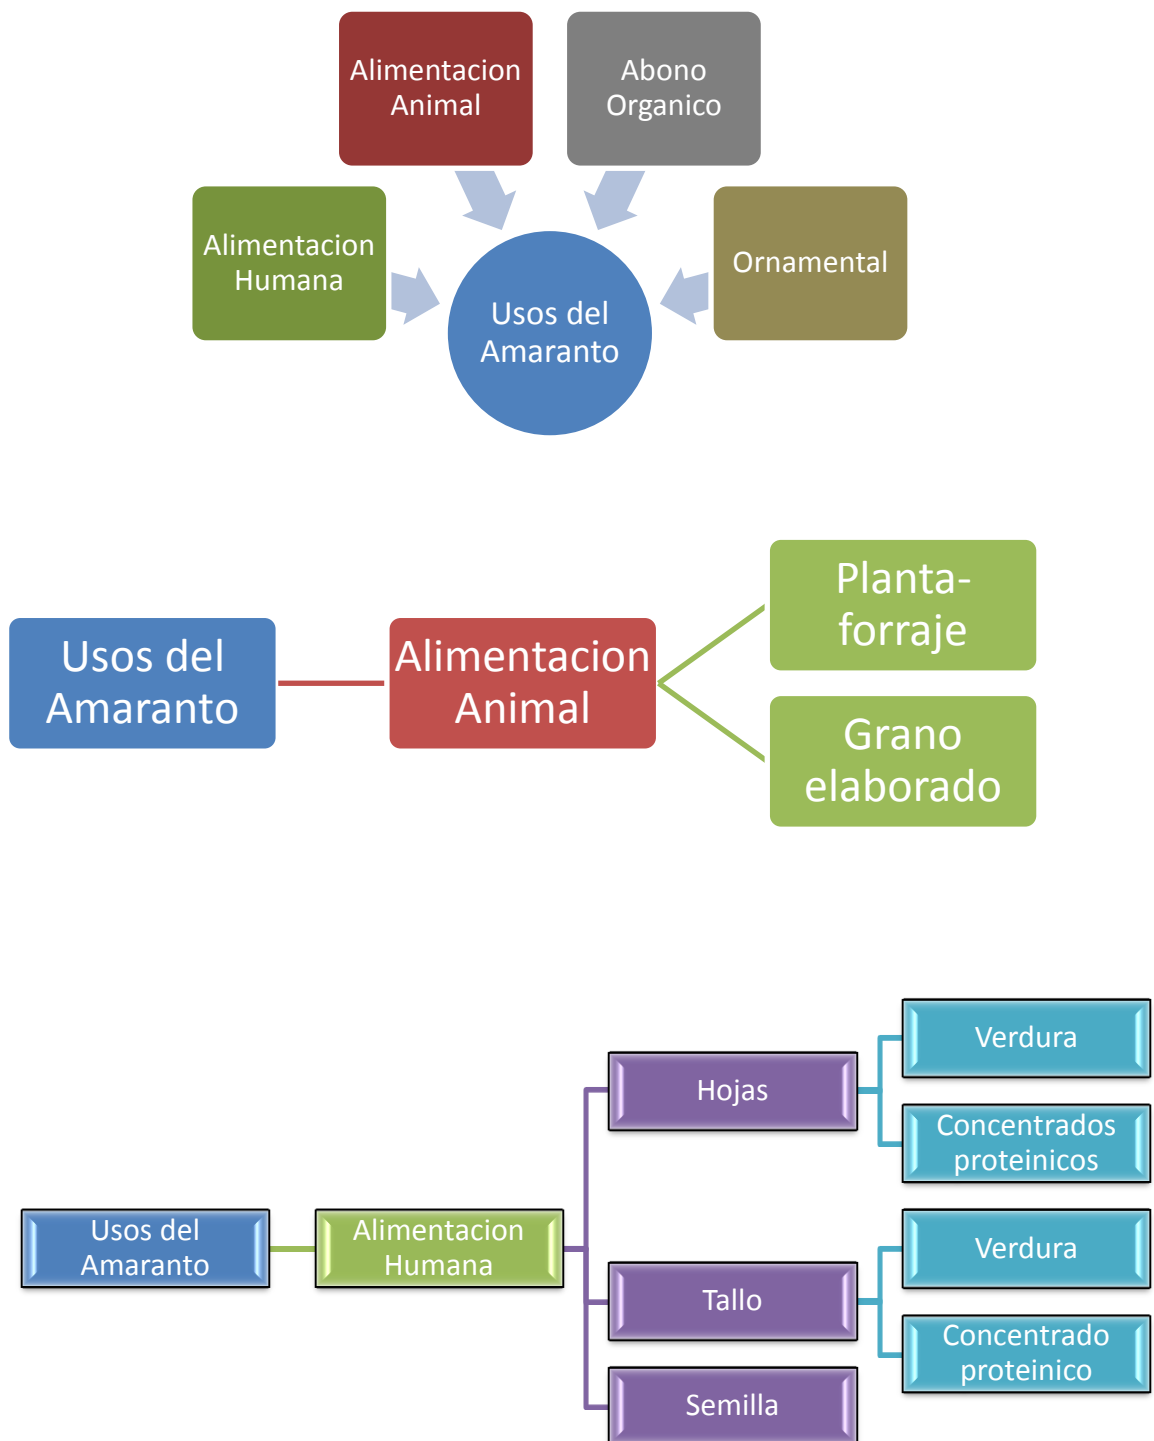 Alimentacion
Animal
Abono
Organico
Alimentacion
Humana
Ornamental
Usos del
Amaranto
Usos del
Amaranto
Alimentacion
Animal
Planta-
forraje
Grano
elaborado
Usos del
Amaranto
Alimentacion
Humana
Hojas
Verdura
Concentrados
proteinicos
Tallo
Verdura
Concentrado
proteinico
Semilla